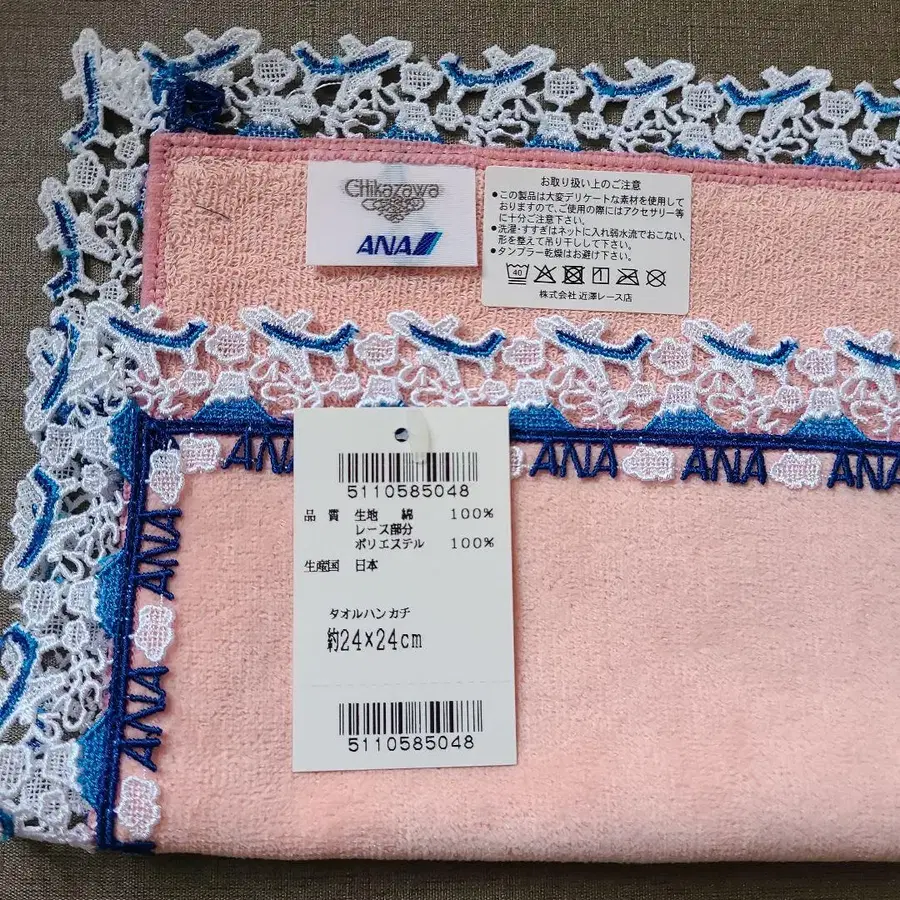 Chikazawa
ANA
お取り扱い上のご注意
●この製品は大変デリケートな素材を使用して
おりますので、ご使用の際にはアクセサリー等
に十分ご注意下さい。
●洗濯・すすぎはネットに入れ弱水流でおこない、
形を整えて吊り干しして下さい。
●タンブラー乾燥はお避け下さい。
40
株式会社 近澤レース店
ANA
ANA
ANA
ANA
ANA
ANA
5110585048
品 質 生地 綿 100%
レース部分
ポリエステル 100%
生産国 日本
タオルハンカチ
約24×24cm
5110585048